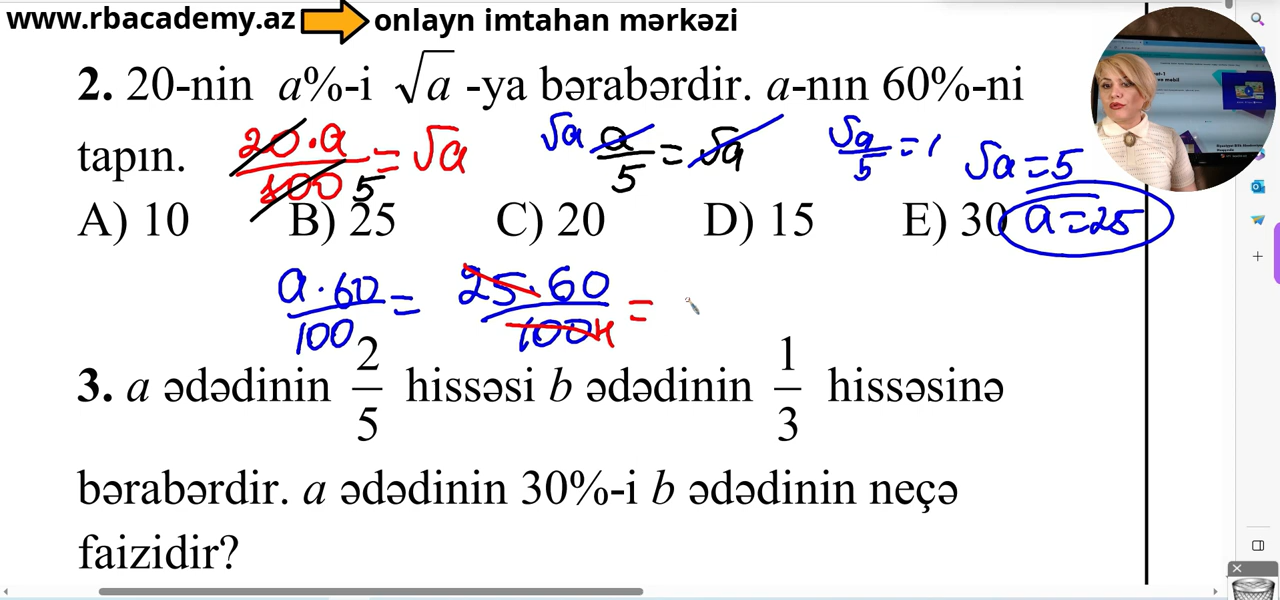 www.rbacademy.az onlayn imtahan mərkəzi
2. 20-nin a%-i √a -ya bərabərdir. a-nın 60%-ni
tapın.
20·a/100 5 = √a
√a a/5 = √a
√a/5 = 1
√a = 5
A) 10 B) 25 C) 20 D) 15 E) 30
a = 25
a·60/100 = 25·60/100 4 =
3. a ədədinin 2/5 hissəsi b ədədinin 1/3 hissəsinə
bərabərdir. a ədədinin 30%-i b ədədinin neçə
faizidir?